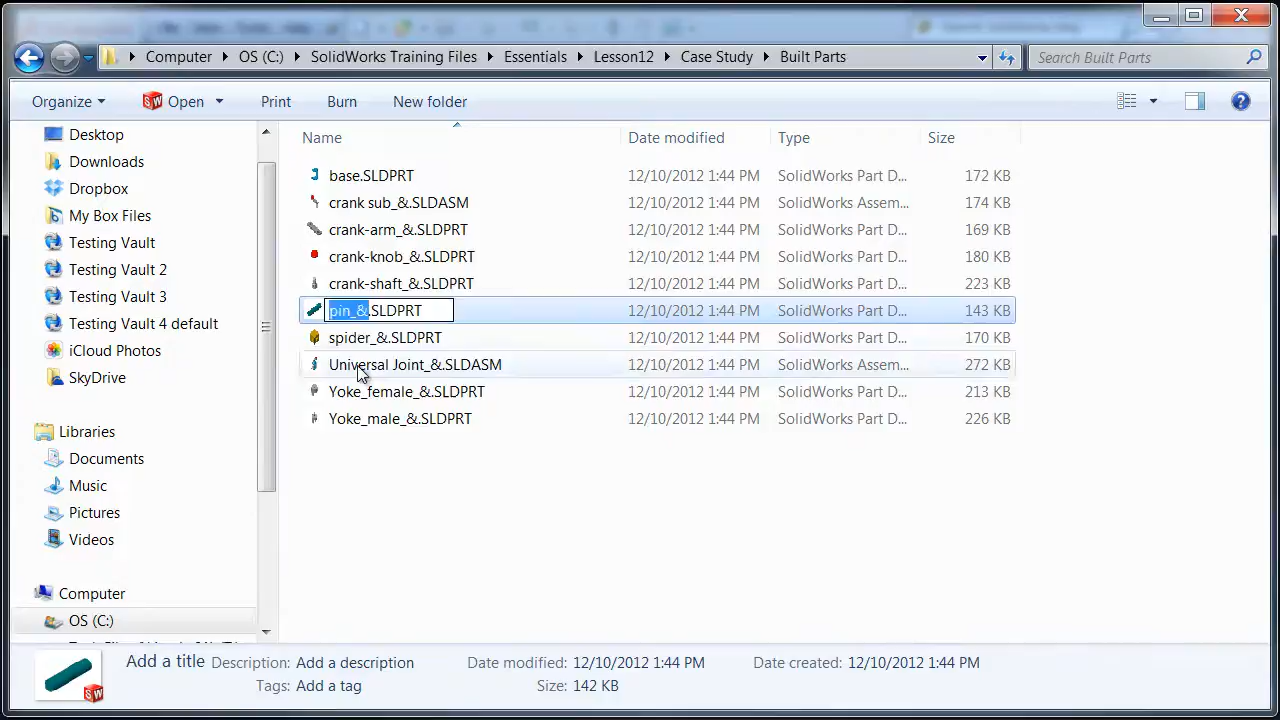 Computer OS (C:) SolidWorks Training Files Essentials Lesson12 Case Study Built Parts Search Built Parts
Organize Open Print Burn New folder
Desktop
Downloads
Dropbox
My Box Files
Testing Vault
Testing Vault 2
Testing Vault 3
Testing Vault 4 default
iCloud Photos
SkyDrive
Libraries
Documents
Music
Pictures
Videos
Computer
OS (C:)
Name Date modified Type Size
base.SLDPRT 12/10/2012 1:44 PM SolidWorks Part D... 172 KB
crank sub_&.SLDASM 12/10/2012 1:44 PM SolidWorks Assem... 174 KB
crank-arm_&.SLDPRT 12/10/2012 1:44 PM SolidWorks Part D... 169 KB
crank-knob_&.SLDPRT 12/10/2012 1:44 PM SolidWorks Part D... 180 KB
crank-shaft_&.SLDPRT 12/10/2012 1:44 PM SolidWorks Part D... 223 KB
pin_&.SLDPRT 12/10/2012 1:44 PM SolidWorks Part D... 143 KB
spider_&.SLDPRT 12/10/2012 1:44 PM SolidWorks Part D... 170 KB
Universal Joint_&.SLDASM 12/10/2012 1:44 PM SolidWorks Assem... 272 KB
Yoke_female_&.SLDPRT 12/10/2012 1:44 PM SolidWorks Part D... 213 KB
Yoke_male_&.SLDPRT 12/10/2012 1:44 PM SolidWorks Part D... 226 KB
Add a title Description: Add a description Date modified: 12/10/2012 1:44 PM Date created: 12/10/2012 1:44 PM
Tags: Add a tag Size: 142 KB
SW